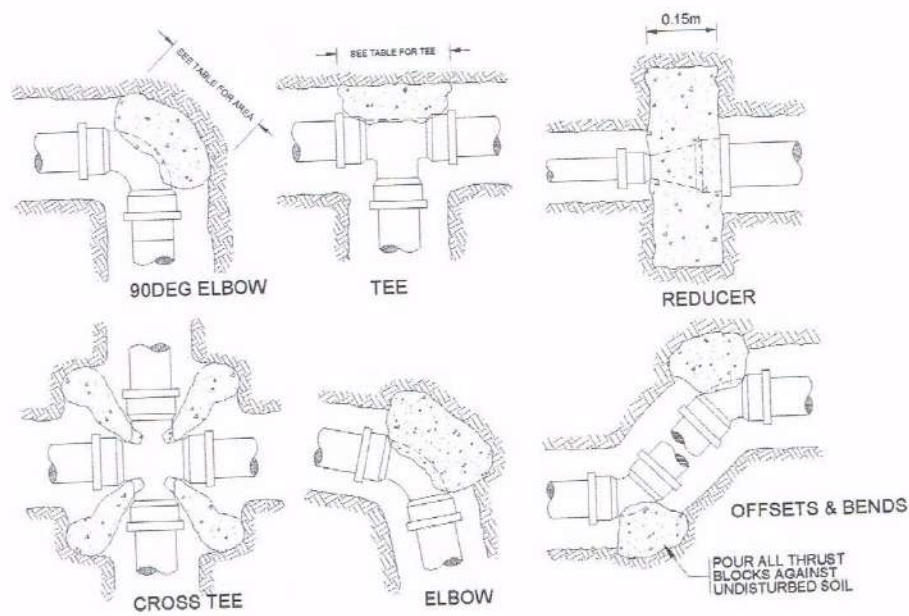 SEE TABLE FOR AREA
SEE TABLE FOR TEE
0.15m
90DEG ELBOW
TEE
REDUCER
CROSS TEE
ELBOW
OFFSETS & BENDS
POUR ALL THRUST
BLOCKS AGAINST
UNDISTURBED SOIL